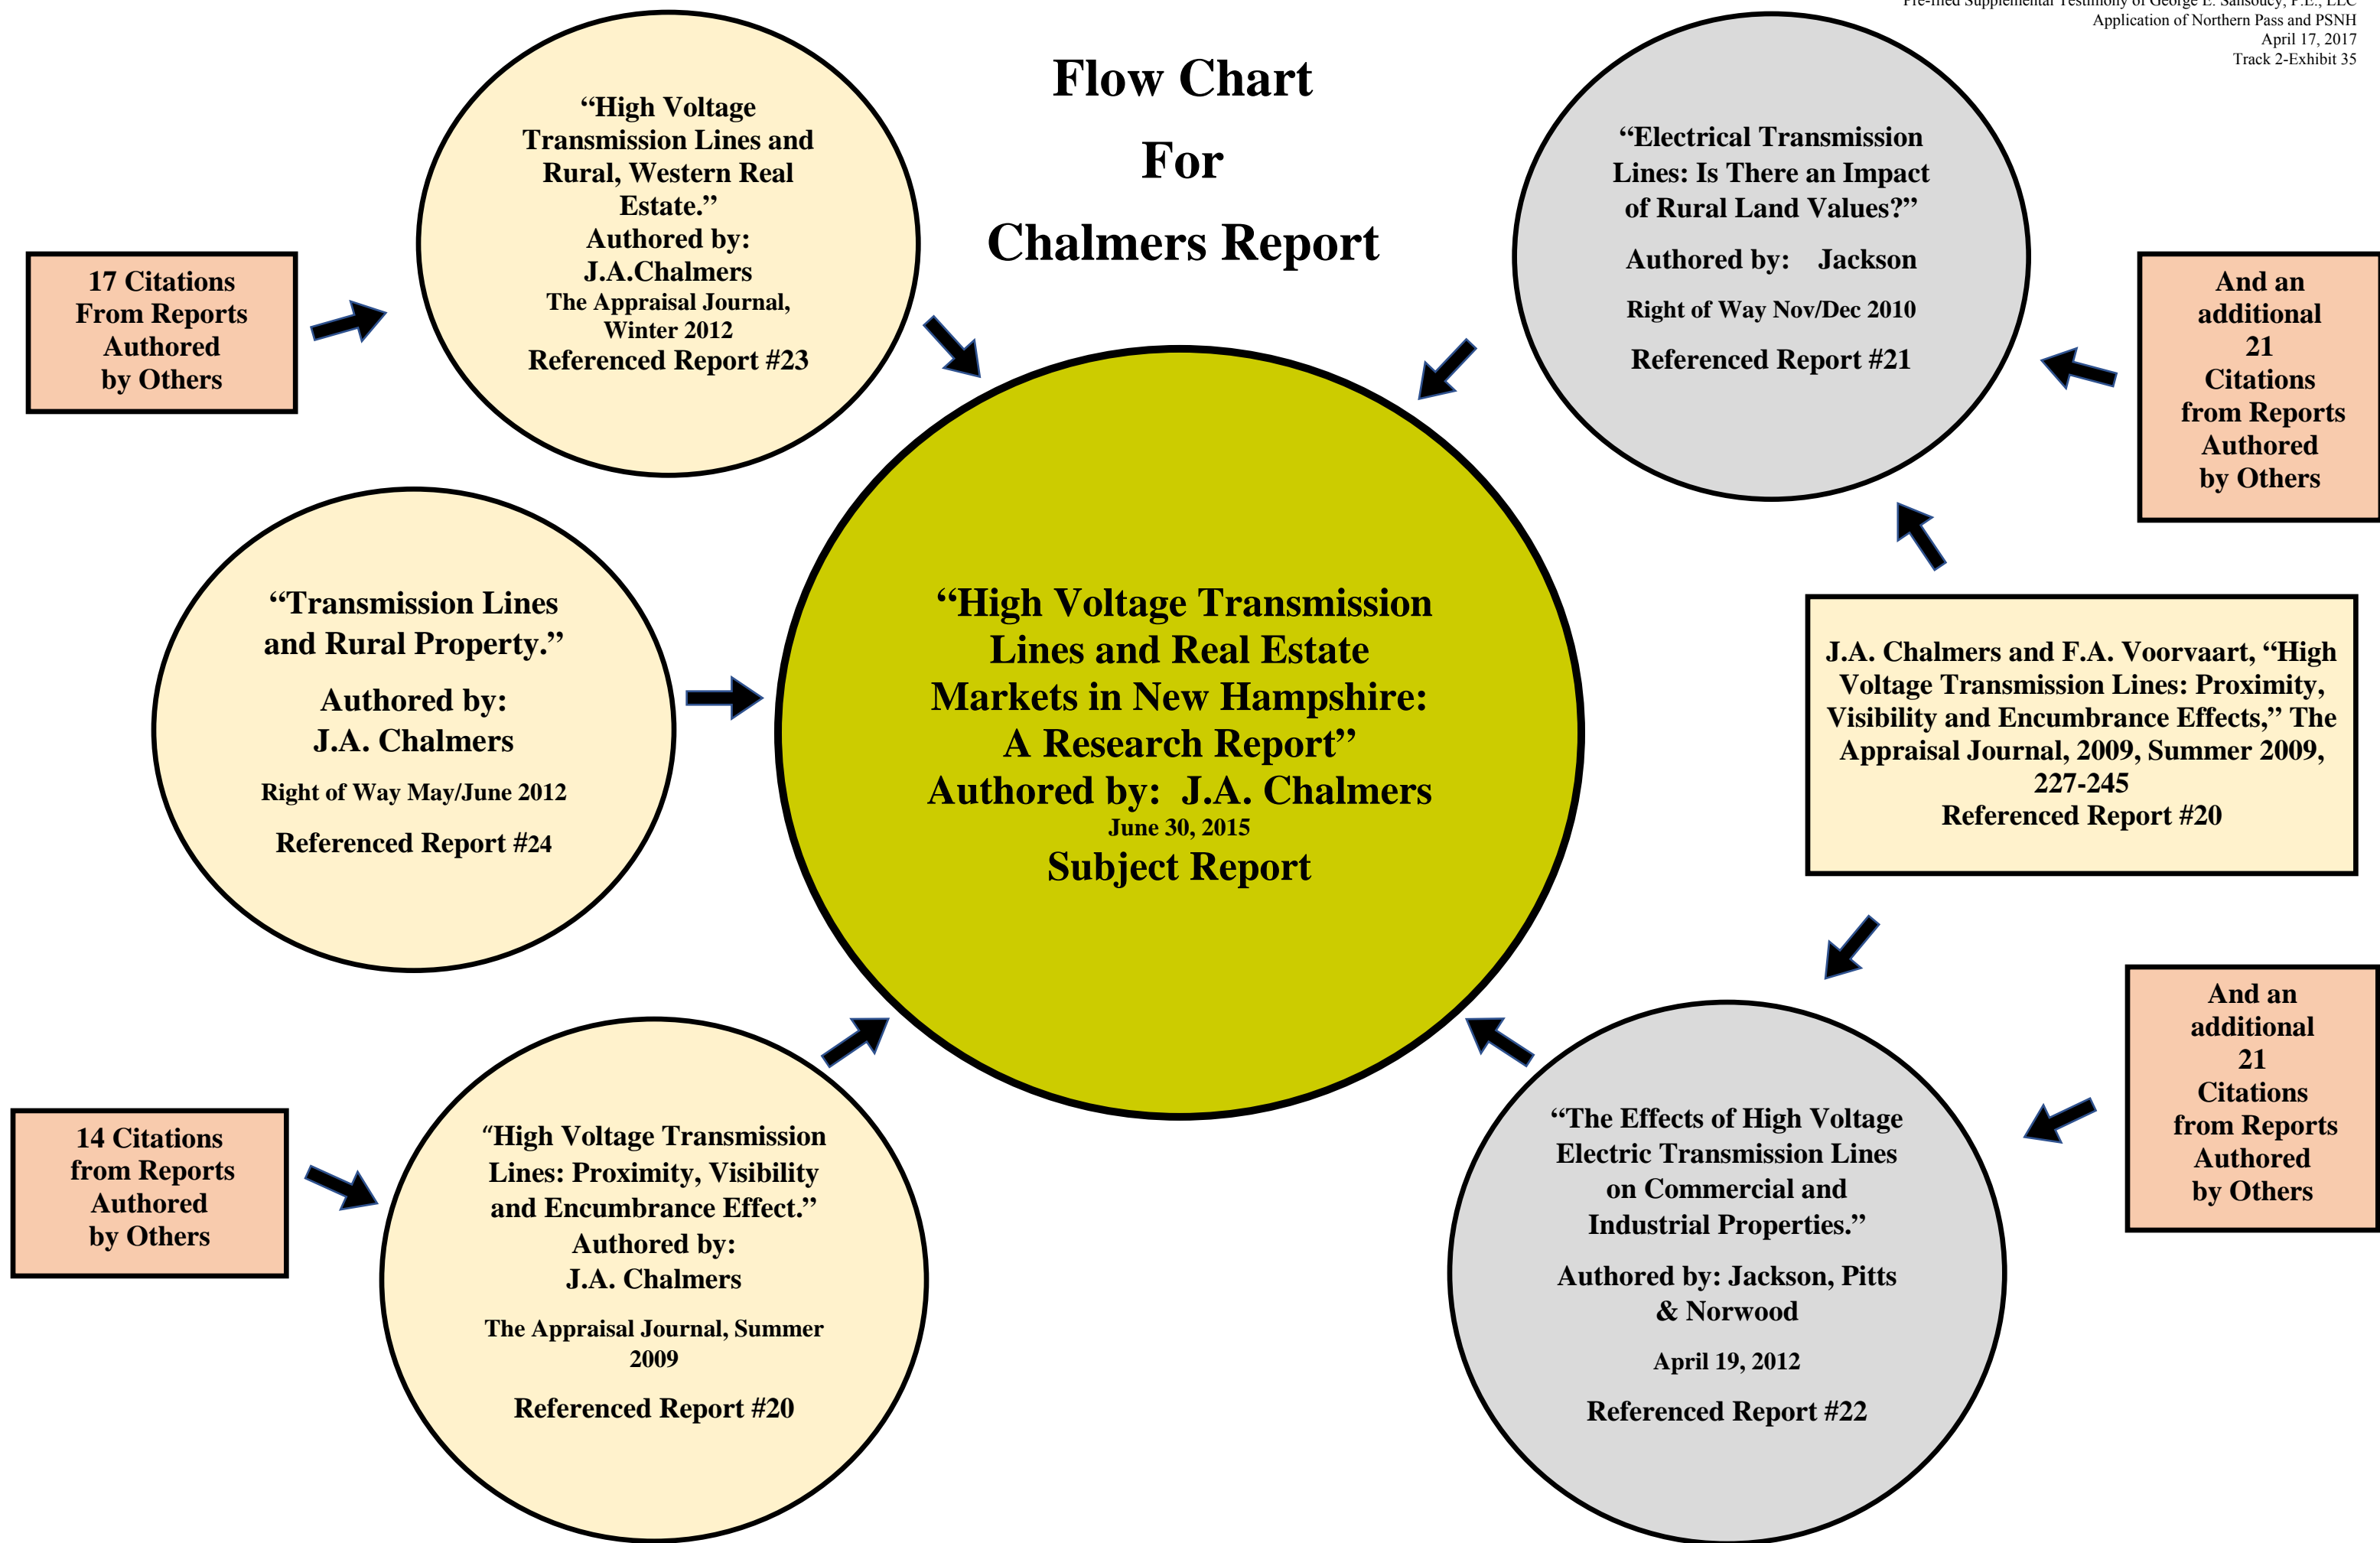 Pre-filed Supplemental Testimony of George E. Sansoucy, P.E., LLC
Application of Northern Pass and PSNH
April 17, 2017
Track 2-Exhibit 35
Flow Chart
For
Chalmers Report
“High Voltage
Transmission Lines and
Rural, Western Real
Estate.”
Authored by:
J.A.Chalmers
The Appraisal Journal,
Winter 2012
Referenced Report #23
“Electrical Transmission
Lines: Is There an Impact
of Rural Land Values?”
Authored by: Jackson
Right of Way Nov/Dec 2010
Referenced Report #21
17 Citations
From Reports
Authored
by Others
And an
additional
21
Citations
from Reports
Authored
by Others
“Transmission Lines
and Rural Property.”
Authored by:
J.A. Chalmers
Right of Way May/June 2012
Referenced Report #24
“High Voltage Transmission
Lines and Real Estate
Markets in New Hampshire:
A Research Report”
Authored by: J.A. Chalmers
June 30, 2015
Subject Report
J.A. Chalmers and F.A. Voorvaart, “High
Voltage Transmission Lines: Proximity,
Visibility and Encumbrance Effects,” The
Appraisal Journal, 2009, Summer 2009,
227-245
Referenced Report #20
14 Citations
from Reports
Authored
by Others
“High Voltage Transmission
Lines: Proximity, Visibility
and Encumbrance Effect.”
Authored by:
J.A. Chalmers
The Appraisal Journal, Summer
2009
Referenced Report #20
“The Effects of High Voltage
Electric Transmission Lines
on Commercial and
Industrial Properties.”
Authored by: Jackson, Pitts
& Norwood
April 19, 2012
Referenced Report #22
And an
additional
21
Citations
from Reports
Authored
by Others